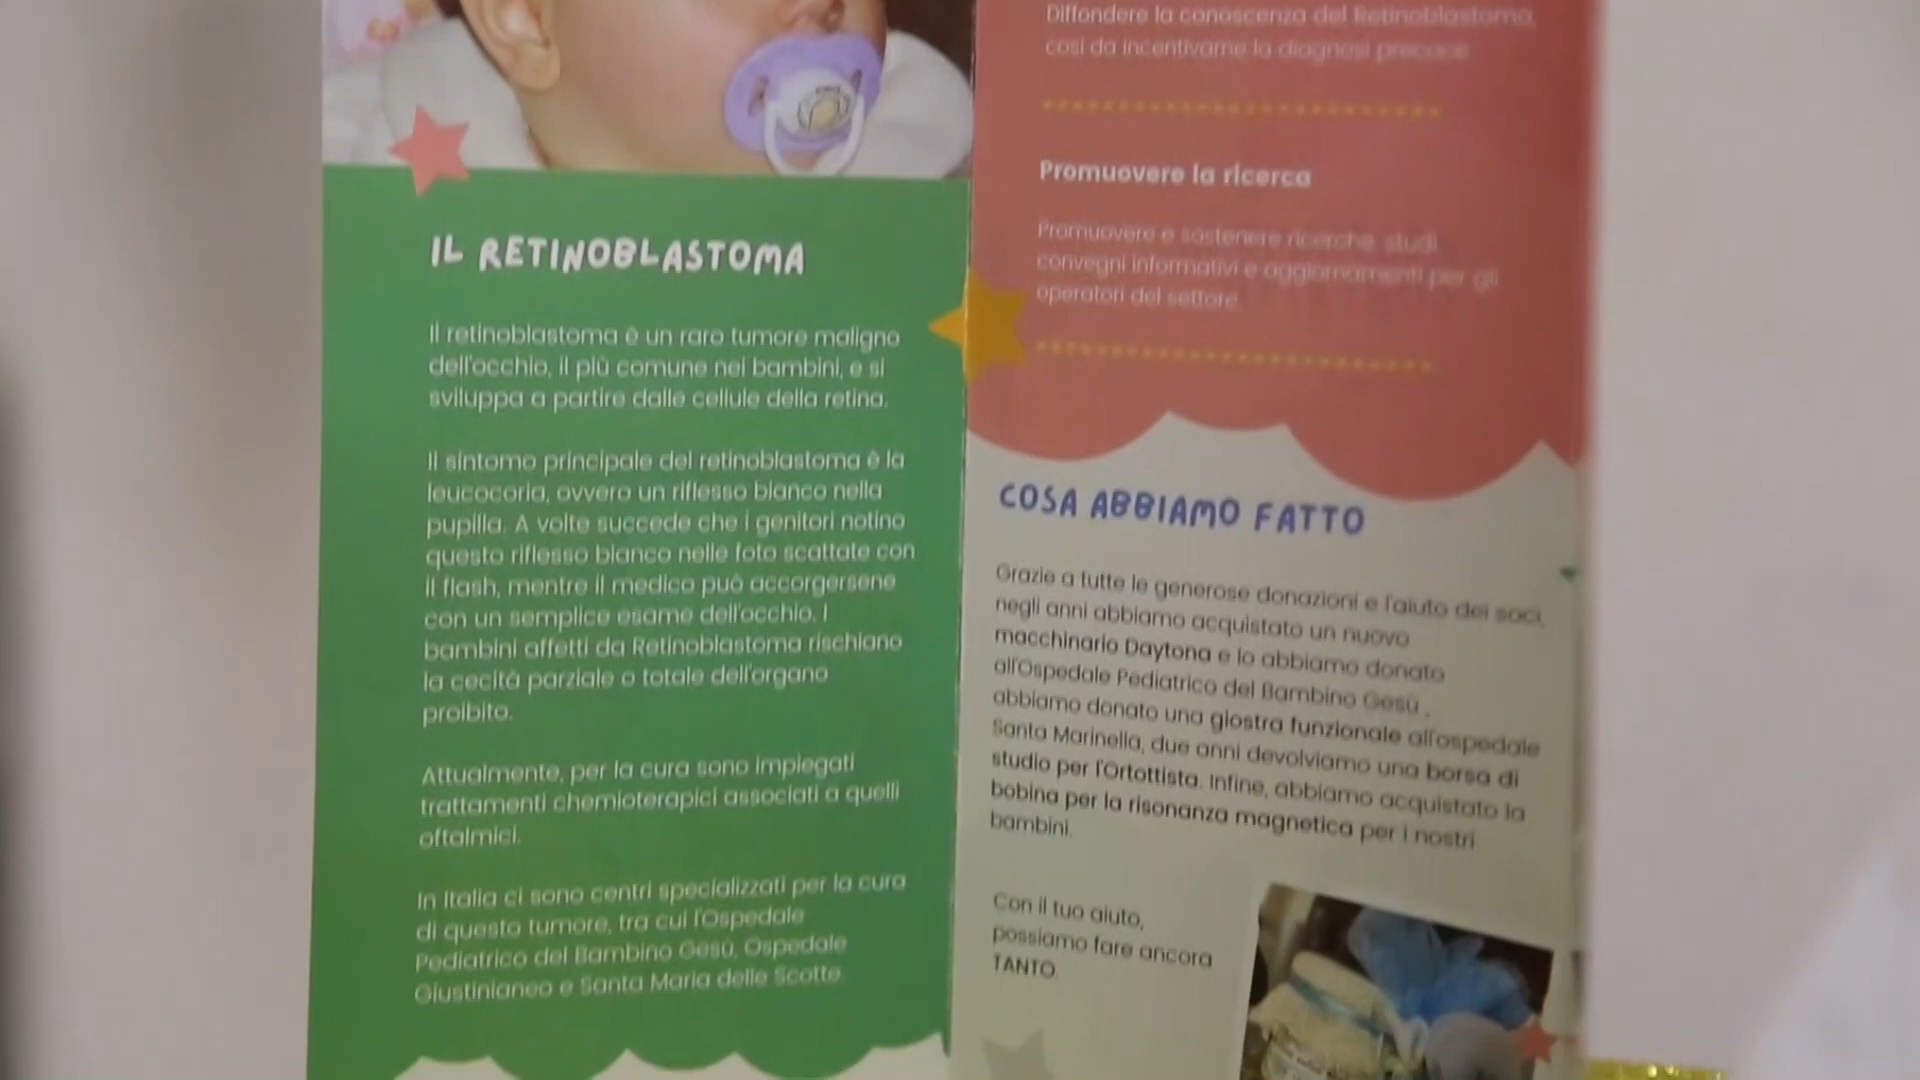 IL RETINOBLASTOMA
Il retinoblastoma è un raro tumore maligno
dell'occhio, il più comune nei bambini, e si
sviluppa a partire dalle cellule della retina.
Il sintomo principale del retinoblastoma è la
leucocoria, ovvero un riflesso bianco nella
pupilla. A volte succede che i genitori notino
questo riflesso bianco nelle foto scattate con
il flash, mentre il medico può accorgersene
con un semplice esame dell'occhio. I
bambini affetti da Retinoblastoma rischiano
la cecità parziale o totale dell'organo
proibito.
Attualmente, per la cura sono impiegati
trattamenti chemioterapici associati a quelli
oftalmici.
In Italia ci sono centri specializzati per la cura
di questo tumore, tra cui l'Ospedale
Pediatrico del Bambino Gesù, Ospedale
Giustinianeo e Santa Maria delle Scotte.
Diffondere la conoscenza del Retinoblastoma,
così da incentivarne la diagnosi precoce.
Promuovere la ricerca
Promuovere e sostenere ricerche, studi,
convegni informativi e aggiornamenti per gli
operatori del settore.
COSA ABBIAMO FATTO
Grazie a tutte le generose donazioni e l'aiuto dei soci,
negli anni abbiamo acquistato un nuovo
macchinario Daytona e lo abbiamo donato
all'Ospedale Pediatrico del Bambino Gesù ,
abbiamo donato una giostra funzionale all'ospedale
Santa Marinella, due anni devolviamo una borsa di
studio per l'Ortottista. Infine, abbiamo acquistato la
bobina per la risonanza magnetica per i nostri
bambini.
Con il tuo aiuto,
possiamo fare ancora
TANTO.